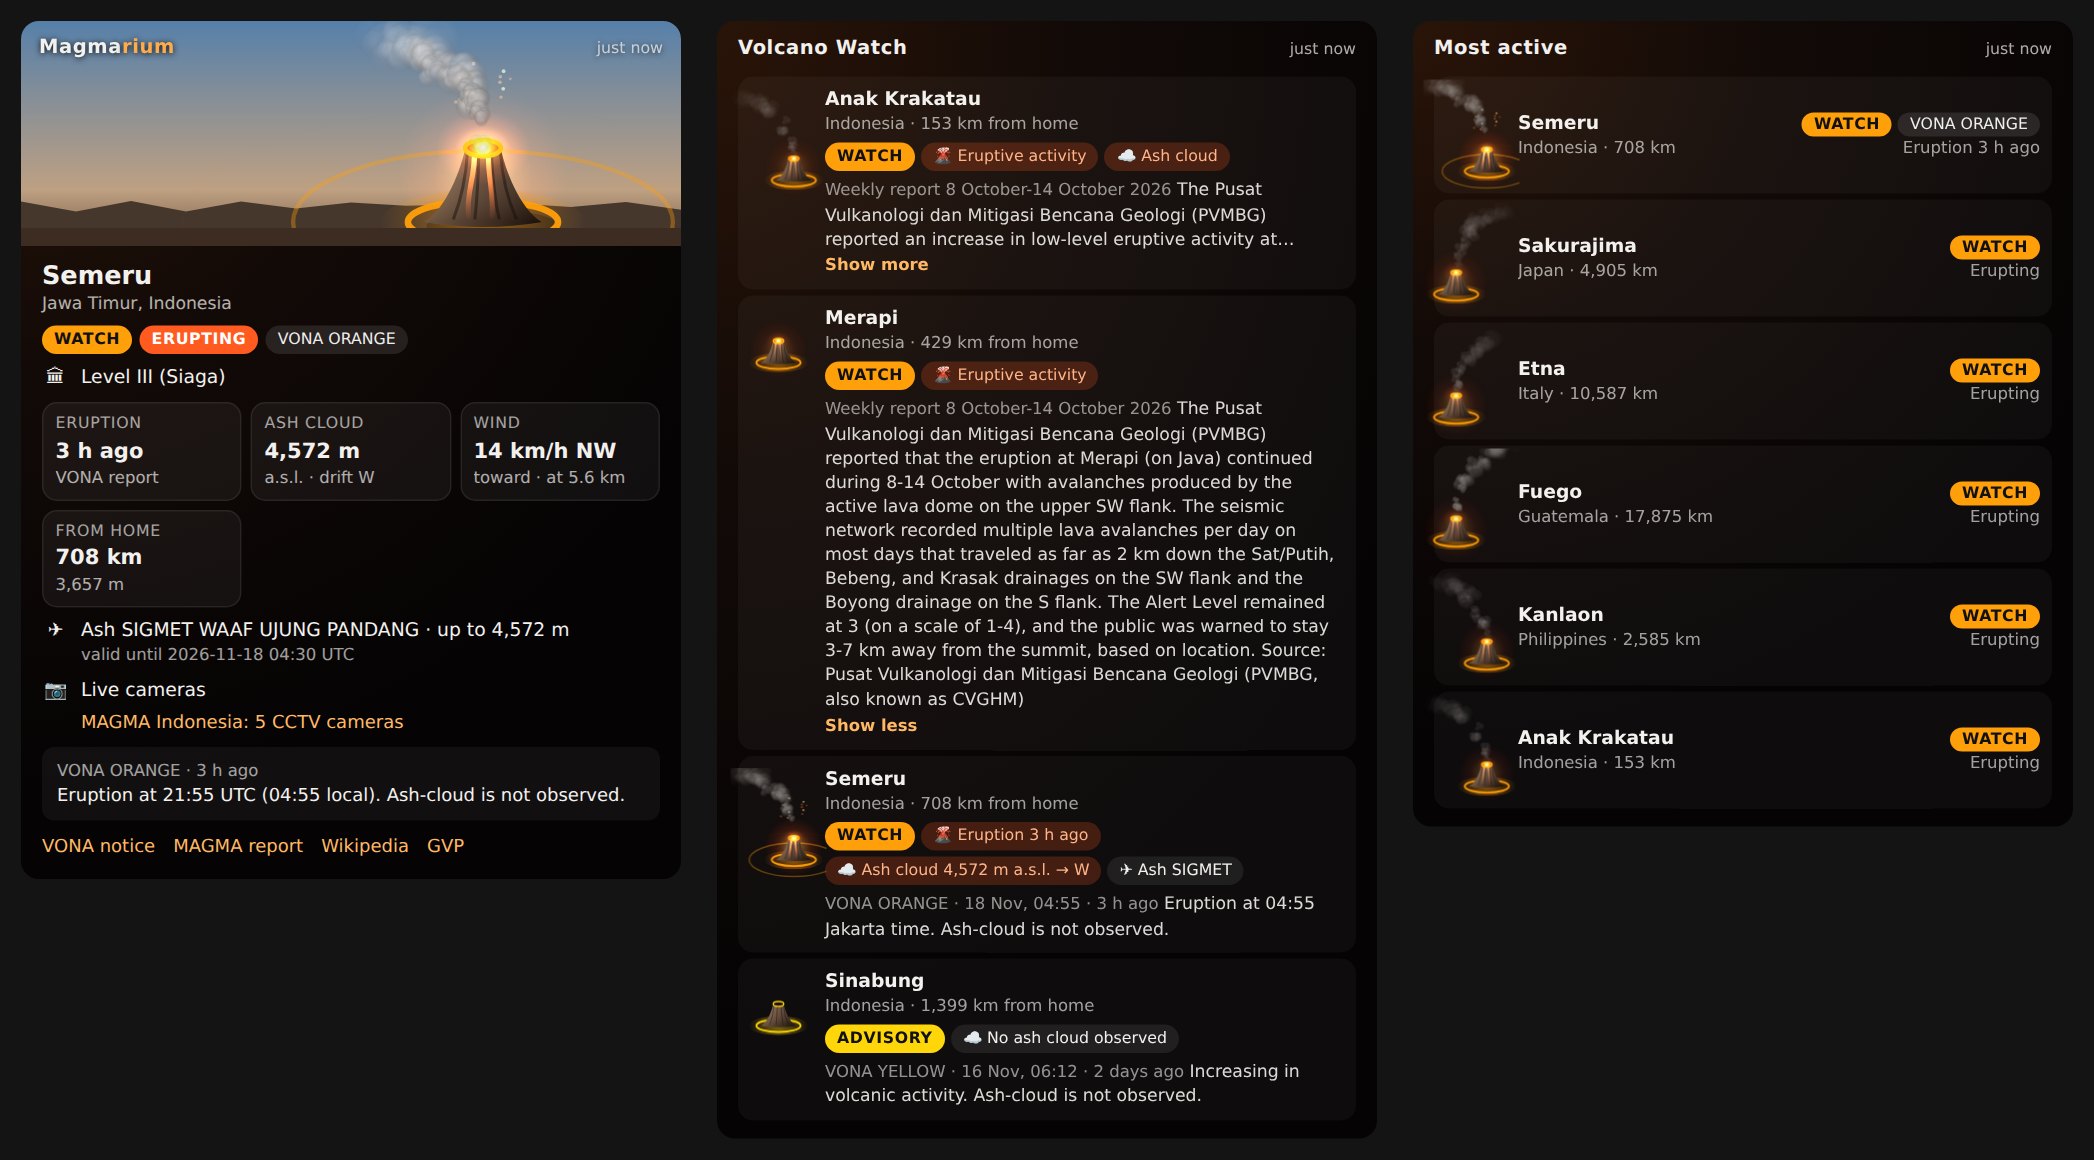 Magmarium
just now
Semeru
Jawa Timur, Indonesia
WATCH ERUPTING VONA ORANGE
🏛 Level III (Siaga)
ERUPTION
3 h ago
VONA report
ASH CLOUD
4,572 m
a.s.l. · drift W
WIND
14 km/h NW
toward · at 5.6 km
FROM HOME
708 km
3,657 m
✈ Ash SIGMET WAAF UJUNG PANDANG · up to 4,572 m
valid until 2026-11-18 04:30 UTC
📷 Live cameras
MAGMA Indonesia: 5 CCTV cameras
VONA ORANGE · 3 h ago
Eruption at 21:55 UTC (04:55 local). Ash-cloud is not observed.
VONA notice MAGMA report Wikipedia GVP
Volcano Watch
just now
Anak Krakatau
Indonesia · 153 km from home
WATCH 🌋 Eruptive activity ☁️ Ash cloud
Weekly report 8 October-14 October 2026 The Pusat
Vulkanologi dan Mitigasi Bencana Geologi (PVMBG)
reported an increase in low-level eruptive activity at…
Show more
Merapi
Indonesia · 429 km from home
WATCH 🌋 Eruptive activity
Weekly report 8 October-14 October 2026 The Pusat
Vulkanologi dan Mitigasi Bencana Geologi (PVMBG)
reported that the eruption at Merapi (on Java) continued
during 8-14 October with avalanches produced by the
active lava dome on the upper SW flank. The seismic
network recorded multiple lava avalanches per day on
most days that traveled as far as 2 km down the Sat/Putih,
Bebeng, and Krasak drainages on the SW flank and the
Boyong drainage on the S flank. The Alert Level remained
at 3 (on a scale of 1-4), and the public was warned to stay
3-7 km away from the summit, based on location. Source:
Pusat Vulkanologi dan Mitigasi Bencana Geologi (PVMBG,
also known as CVGHM)
Show less
Semeru
Indonesia · 708 km from home
WATCH 🌋 Eruption 3 h ago
☁️ Ash cloud 4,572 m a.s.l. → W ✈ Ash SIGMET
VONA ORANGE · 18 Nov, 04:55 · 3 h ago Eruption at 04:55
Jakarta time. Ash-cloud is not observed.
Sinabung
Indonesia · 1,399 km from home
ADVISORY ☁️ No ash cloud observed
VONA YELLOW · 16 Nov, 06:12 · 2 days ago Increasing in
volcanic activity. Ash-cloud is not observed.
Most active
just now
Semeru
Indonesia · 708 km
WATCH VONA ORANGE
Eruption 3 h ago
Sakurajima
Japan · 4,905 km
WATCH
Erupting
Etna
Italy · 10,587 km
WATCH
Erupting
Fuego
Guatemala · 17,875 km
WATCH
Erupting
Kanlaon
Philippines · 2,585 km
WATCH
Erupting
Anak Krakatau
Indonesia · 153 km
WATCH
Erupting